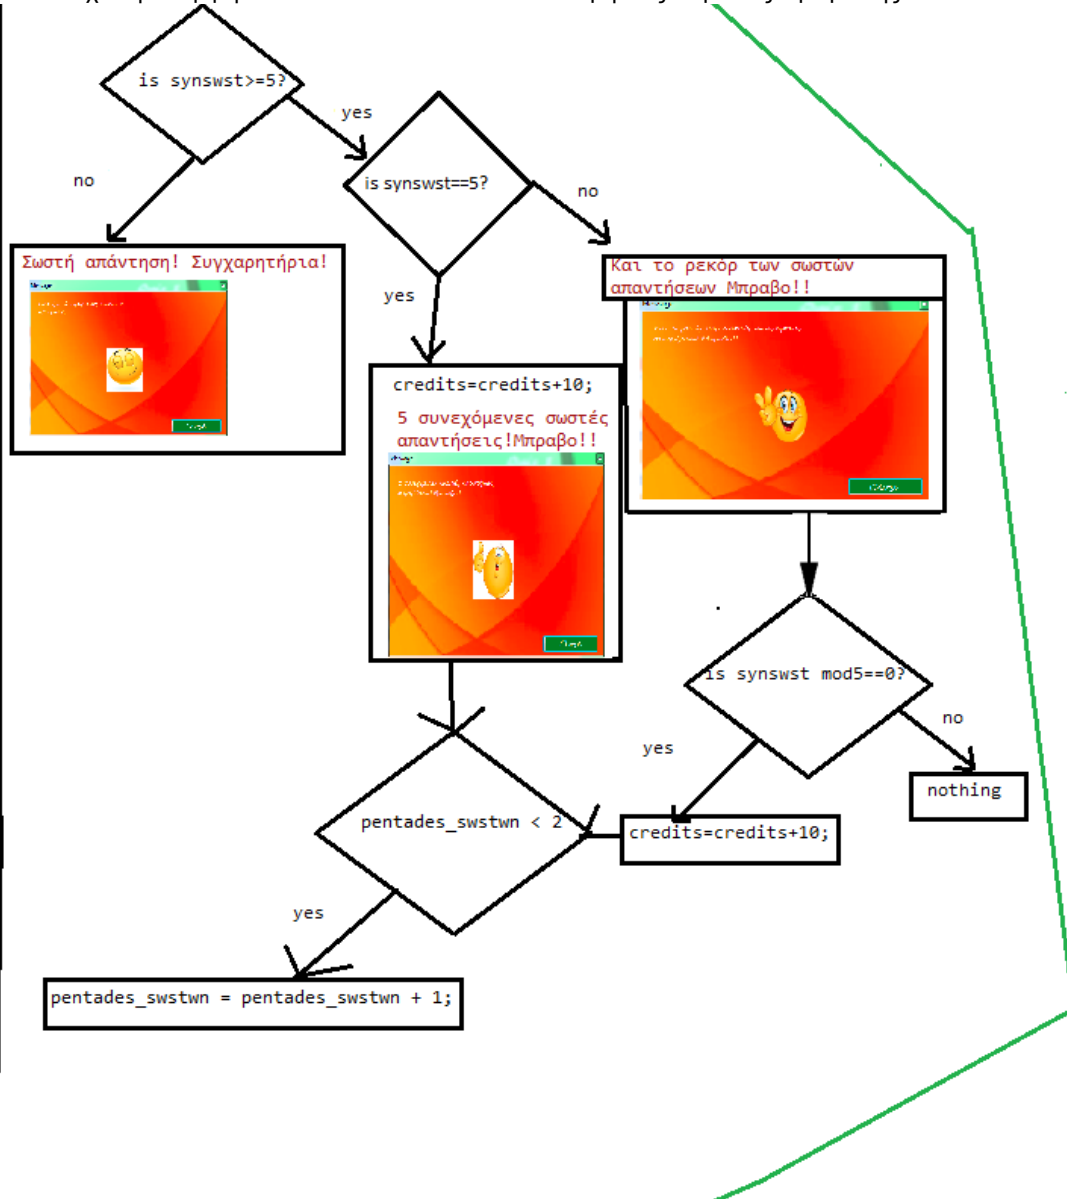 is synswst>=5?
yes
no
is synswst==5?
no
yes
Σωστή απάντηση! Συγχαρητήρια!
Και το ρεκόρ των σωστών
απαντήσεων Μπραβο!!
credits=credits+10;
5 συνεχόμενες σωστές
απαντήσεις!Μπραβο!!
is synswst mod5==0?
no
yes
nothing
pentades_swstwn < 2
credits=credits+10;
yes
pentades_swstwn = pentades_swstwn + 1;